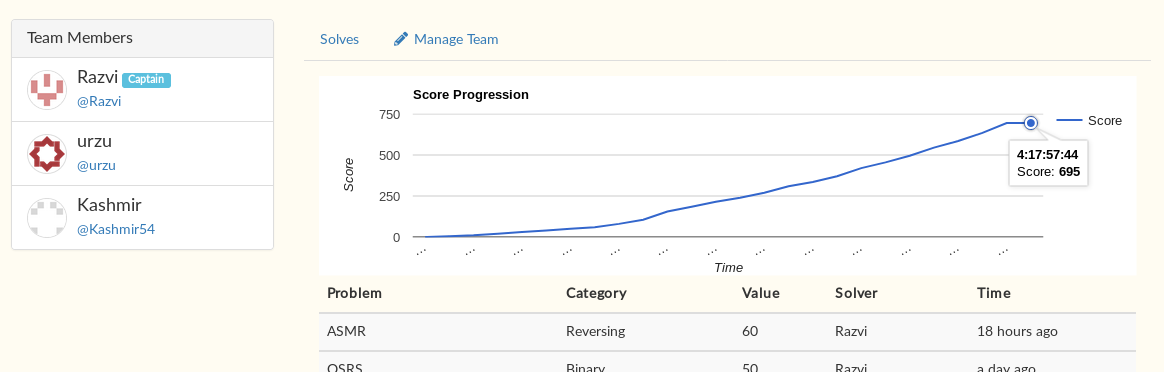 Team Members
Razvi Captain
@Razvi
urzu
@urzu
Kashmir
@Kashmir54
Solves Manage Team
Score Progression
750
500
250
0
Score
Score
4:17:57:44
Score: 695
... ... ... ... ... ... ... ... ... ... ... ... ...
Time
Problem Category Value Solver Time
ASMR Reversing 60 Razvi 18 hours ago
QSRS Binary 50 Razvi a day ago